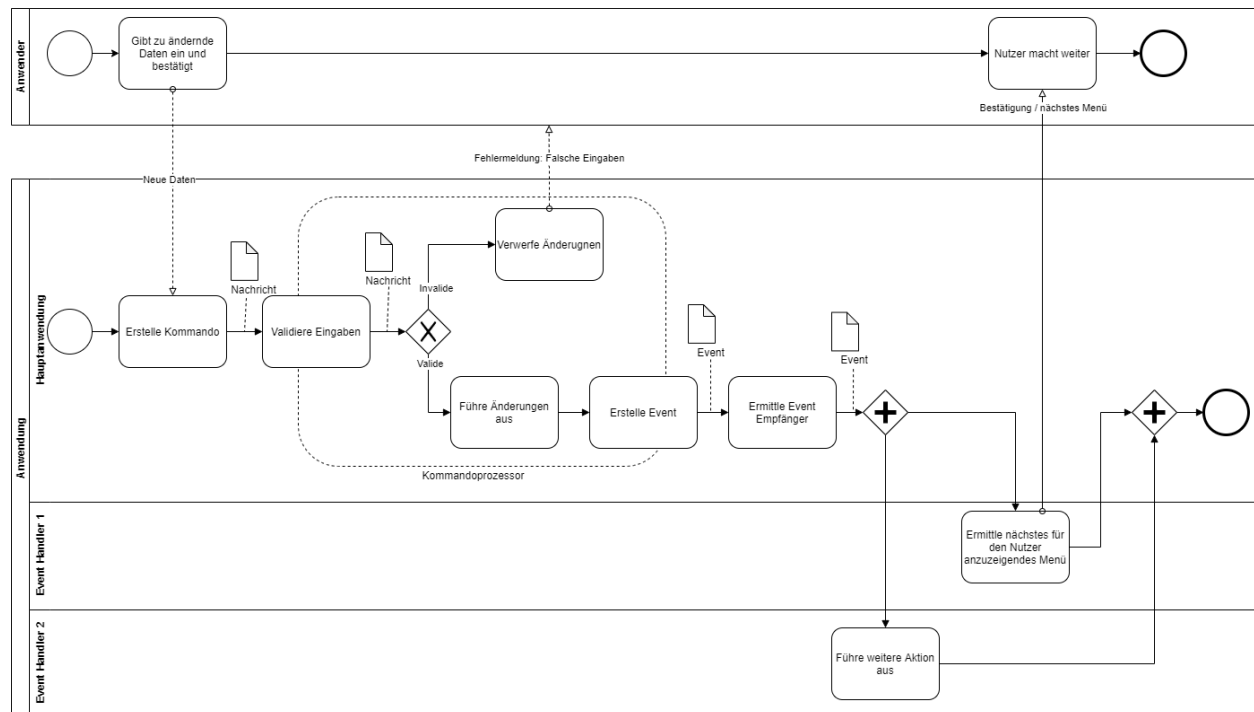 Anwender
Gibt zu ändernde
Daten ein und
bestätigt
Nutzer macht weiter
Bestätigung / nächstes Menü
Fehlermeldung: Falsche Eingaben
Neue Daten
Anwendung
Hauptanwendung
Verwerfe Änderugnen
Nachricht
Nachricht
Invalide
Erstelle Kommando
Validiere Eingaben
Valide
Event
Event
Führe Änderungen
aus
Erstelle Event
Ermittle Event
Empfänger
Kommandoprozessor
Event Handler 1
Ermittle nächstes für
den Nutzer
anzuzeigendes Menü
Event Handler 2
Führe weitere Aktion
aus